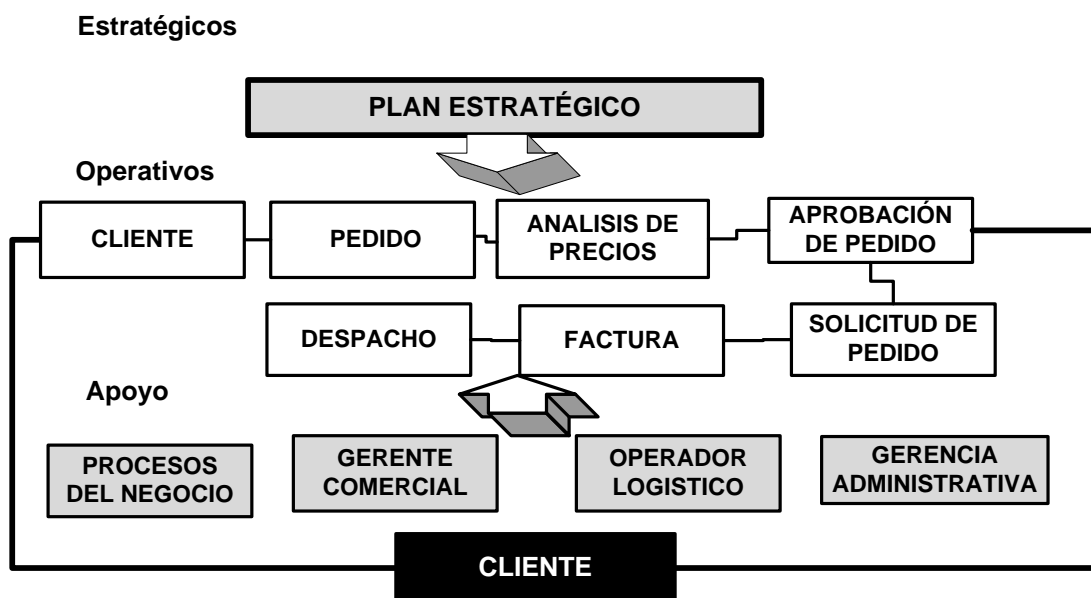 Estratégicos
PLAN ESTRATÉGICO
Operativos
CLIENTE
PEDIDO
ANALISIS DE
PRECIOS
APROBACIÓN
DE PEDIDO
DESPACHO
FACTURA
SOLICITUD DE
PEDIDO
Apoyo
PROCESOS
DEL NEGOCIO
GERENTE
COMERCIAL
OPERADOR
LOGISTICO
GERENCIA
ADMINISTRATIVA
CLIENTE